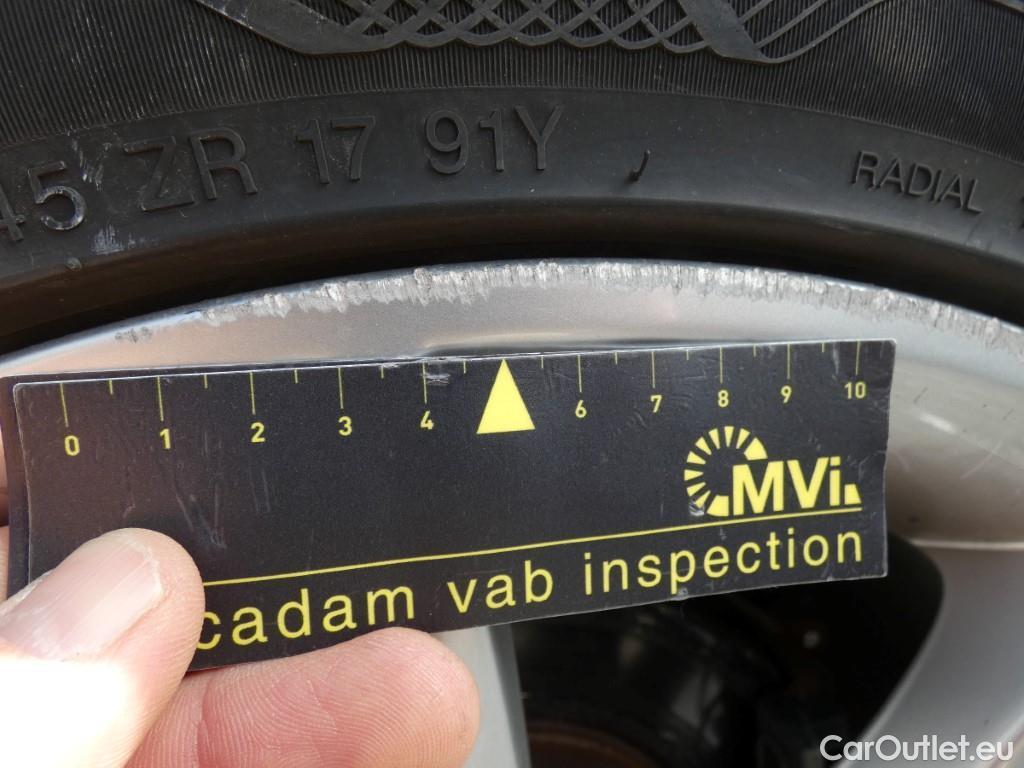 45 ZR 17 91Y
RADIAL
0 1 2 3 4 6 7 8 9 10
MVi
cadam vab inspection
CarOutlet.eu